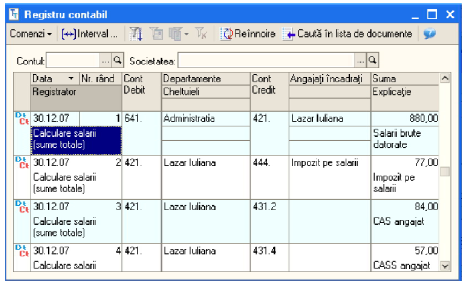 Registru contabil
Comenzi Interval ... Reînnoire Caută în lista de documente
Contul: ... Societatea: ...
Data Nr. rând Cont Departamente Cont Angajați încadrați Suma
Registrator Debit Cheltuieli Credit Explicație
30.12.07 1 641. Administratia 421. Lazar Iuliana 880,00
Calculare salarii Salarii brute
(sume totale) datorate
30.12.07 2 421. Lazar Iuliana 444. Impozit pe salarii 77,00
Calculare salarii Impozit pe
(sume totale) salarii
30.12.07 3 421. Lazar Iuliana 431.2 84,00
Calculare salarii CAS angajat
(sume totale)
30.12.07 4 421. Lazar Iuliana 431.4 57,00
Calculare salarii CASS angajat